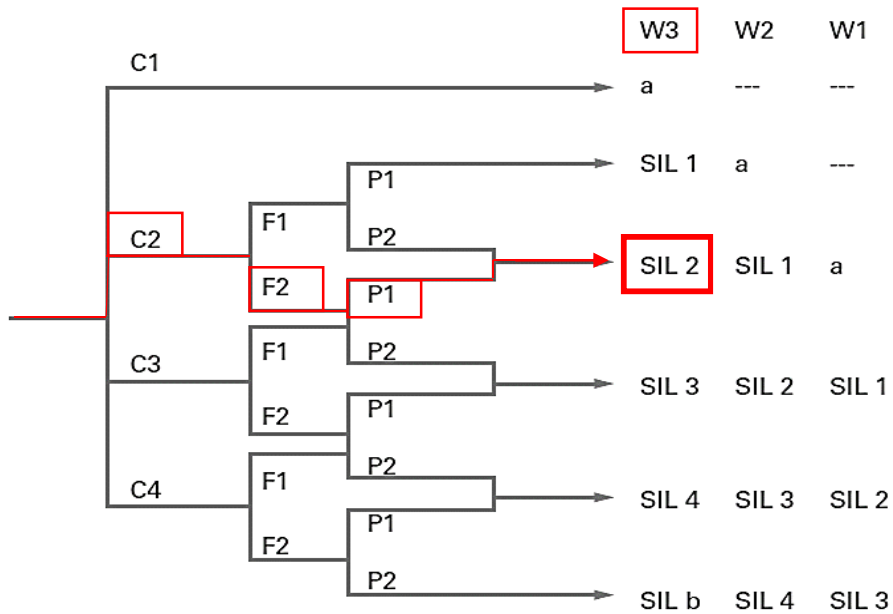 W3 W2 W1
C1
a --- ---
P1 SIL 1 a ---
F1
P2
C2
SIL 2 SIL 1 a
F2 P1
F1 P2
C3
SIL 3 SIL 2 SIL 1
F2 P1
P2
F1
C4
SIL 4 SIL 3 SIL 2
P1
F2
P2
SIL b SIL 4 SIL 3